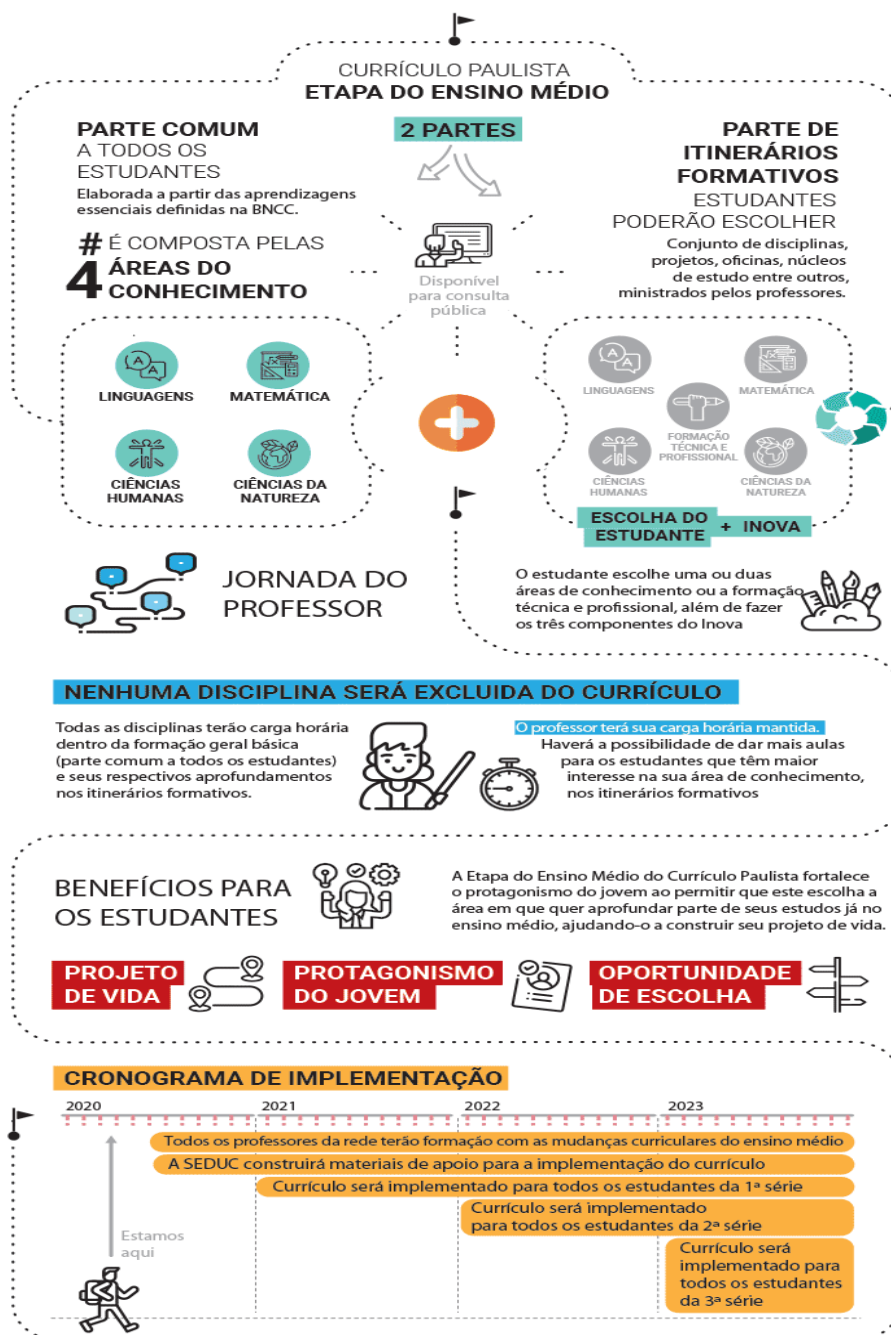 CURRÍCULO PAULISTA
ETAPA DO ENSINO MÉDIO
2 PARTES
PARTE COMUM
A TODOS OS
ESTUDANTES
Elaborada a partir das aprendizagens
essenciais definidas na BNCC.
# É COMPOSTA PELAS
4 ÁREAS DO
CONHECIMENTO
Disponível
para consulta
pública
PARTE DE
ITINERÁRIOS
FORMATIVOS
ESTUDANTES
PODERÃO ESCOLHER
Conjunto de disciplinas,
projetos, oficinas, núcleos
de estudo entre outros,
ministrados pelos professores.
LINGUAGENS
MATEMÁTICA
CIÊNCIAS
HUMANAS
CIÊNCIAS DA
NATUREZA
LINGUAGENS
MATEMÁTICA
FORMAÇÃO
TÉCNICA E
PROFISSIONAL
CIÊNCIAS
HUMANAS
CIÊNCIAS DA
NATUREZA
ESCOLHA DO
ESTUDANTE
+ INOVA
O estudante escolhe uma ou duas
áreas de conhecimento ou a formação
técnica e profissional, além de fazer
os três componentes do Inova
JORNADA DO
PROFESSOR
NENHUMA DISCIPLINA SERÁ EXCLUIDA DO CURRÍCULO
Todas as disciplinas terão carga horária
dentro da formação geral básica
(parte comum a todos os estudantes)
e seus respectivos aprofundamentos
nos itinerários formativos.
O professor terá sua carga horária mantida.
Haverá a possibilidade de dar mais aulas
para os estudantes que têm maior
interesse na sua área de conhecimento,
nos itinerários formativos
BENEFÍCIOS PARA
OS ESTUDANTES
A Etapa do Ensino Médio do Currículo Paulista fortalece
o protagonismo do jovem ao permitir que este escolha a
área em que quer aprofundar parte de seus estudos já no
ensino médio, ajudando-o a construir seu projeto de vida.
PROJETO
DE VIDA
PROTAGONISMO
DO JOVEM
OPORTUNIDADE
DE ESCOLHA
CRONOGRAMA DE IMPLEMENTAÇÃO
2020 2021 2022 2023
Todos os professores da rede terão formação com as mudanças curriculares do ensino médio
A SEDUC construirá materiais de apoio para a implementação do currículo
Currículo será implementado para todos os estudantes da 1ª série
Currículo será implementado
para todos os estudantes da 2ª série
Currículo será
implementado para
todos os estudantes
da 3ª série
Estamos
aqui